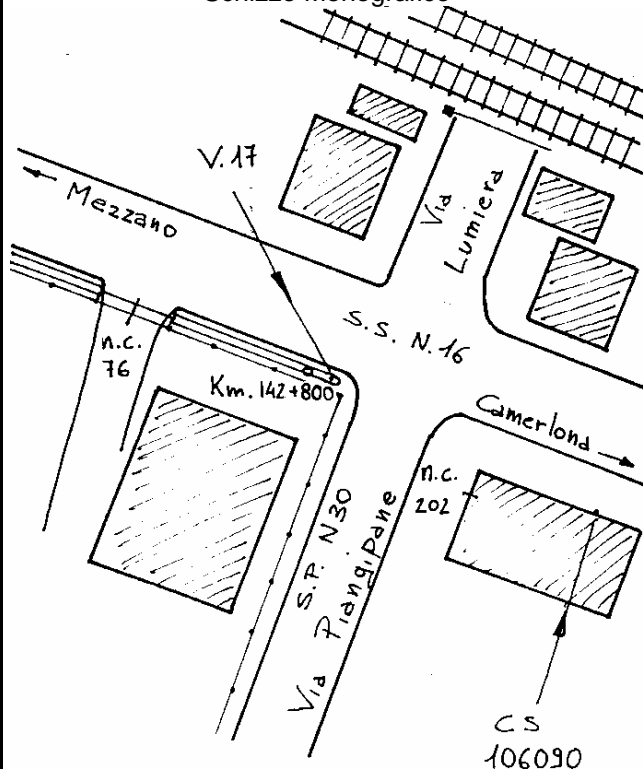 Schizzo monografico
V.17
Mezzano
Via
Lumiera
S.S. N.16
n.c.
76
Km. 142+800
Camerlona
n.c.
202
S.P. N30
Via Piangipane
CS
106090